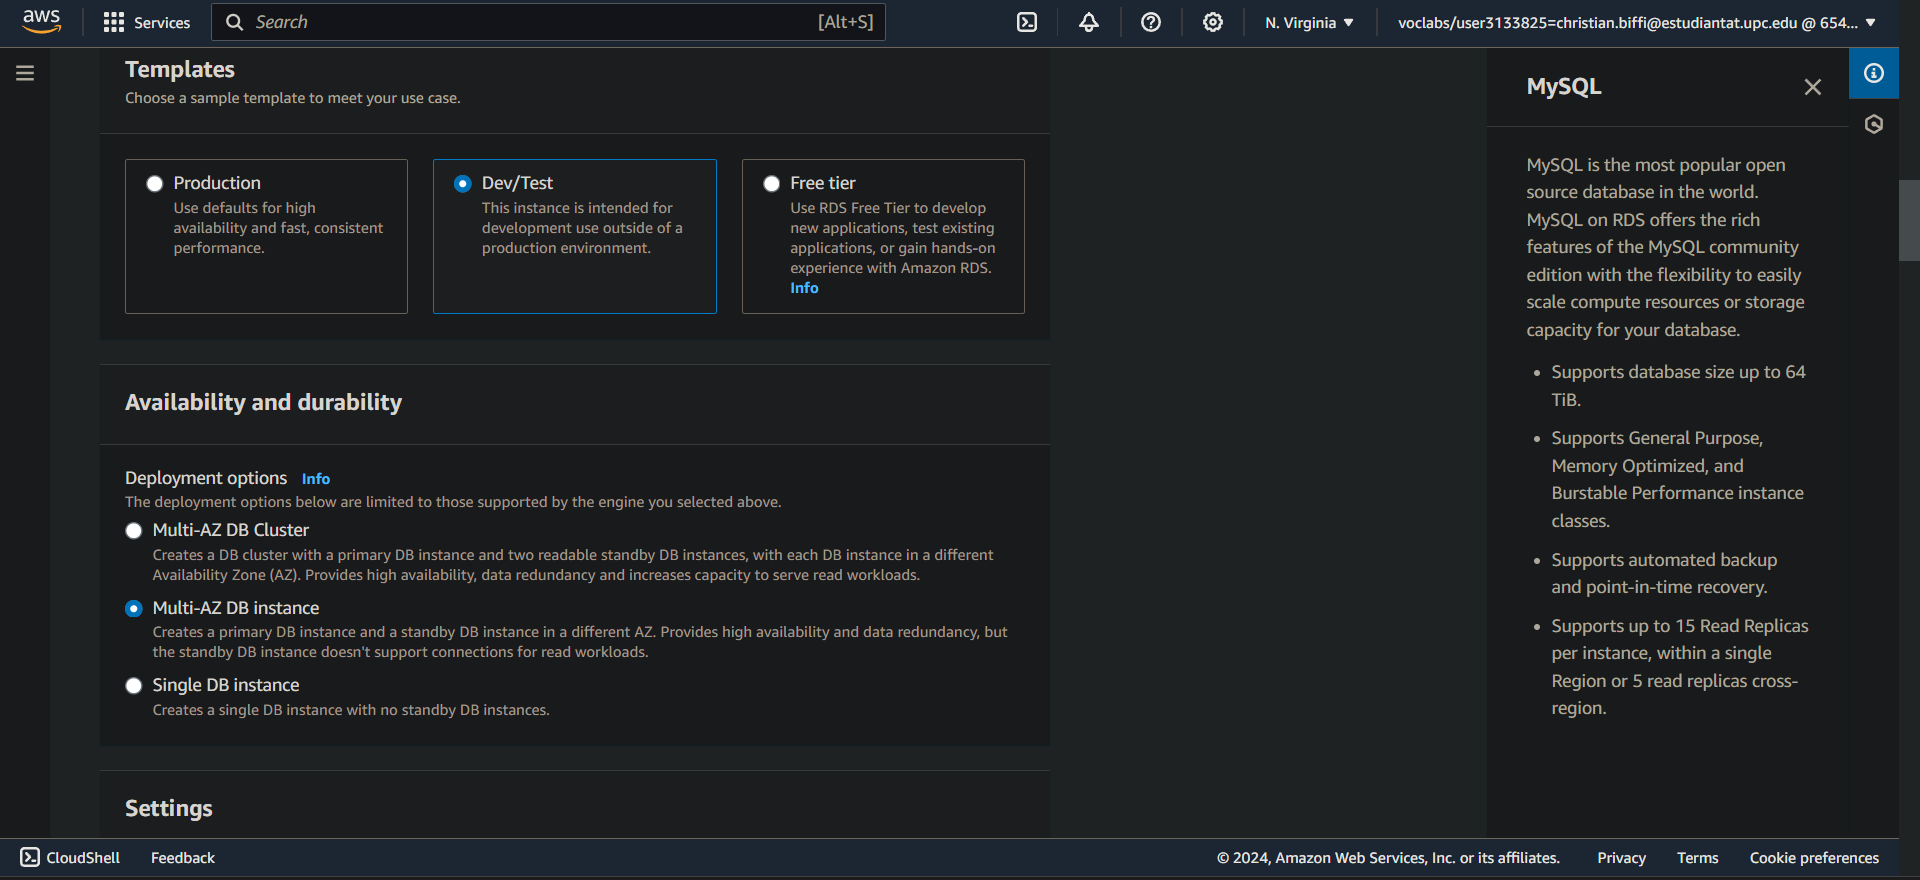 aws
Services
Search
[Alt+S]
N. Virginia
voclabs/user3133825=christian.biffi@estudiantat.upc.edu @ 654...
Templates
Choose a sample template to meet your use case.
Production
Use defaults for high
availability and fast, consistent
performance.
Dev/Test
This instance is intended for
development use outside of a
production environment.
Free tier
Use RDS Free Tier to develop
new applications, test existing
applications, or gain hands-on
experience with Amazon RDS.
Info
Availability and durability
Deployment options Info
The deployment options below are limited to those supported by the engine you selected above.
Multi-AZ DB Cluster
Creates a DB cluster with a primary DB instance and two readable standby DB instances, with each DB instance in a different
Availability Zone (AZ). Provides high availability, data redundancy and increases capacity to serve read workloads.
Multi-AZ DB instance
Creates a primary DB instance and a standby DB instance in a different AZ. Provides high availability and data redundancy, but
the standby DB instance doesn't support connections for read workloads.
Single DB instance
Creates a single DB instance with no standby DB instances.
Settings
MySQL
MySQL is the most popular open
source database in the world.
MySQL on RDS offers the rich
features of the MySQL community
edition with the flexibility to easily
scale compute resources or storage
capacity for your database.
• Supports database size up to 64
TiB.
• Supports General Purpose,
Memory Optimized, and
Burstable Performance instance
classes.
• Supports automated backup
and point-in-time recovery.
• Supports up to 15 Read Replicas
per instance, within a single
Region or 5 read replicas cross-
region.
CloudShell
Feedback
© 2024, Amazon Web Services, Inc. or its affiliates.
Privacy
Terms
Cookie preferences